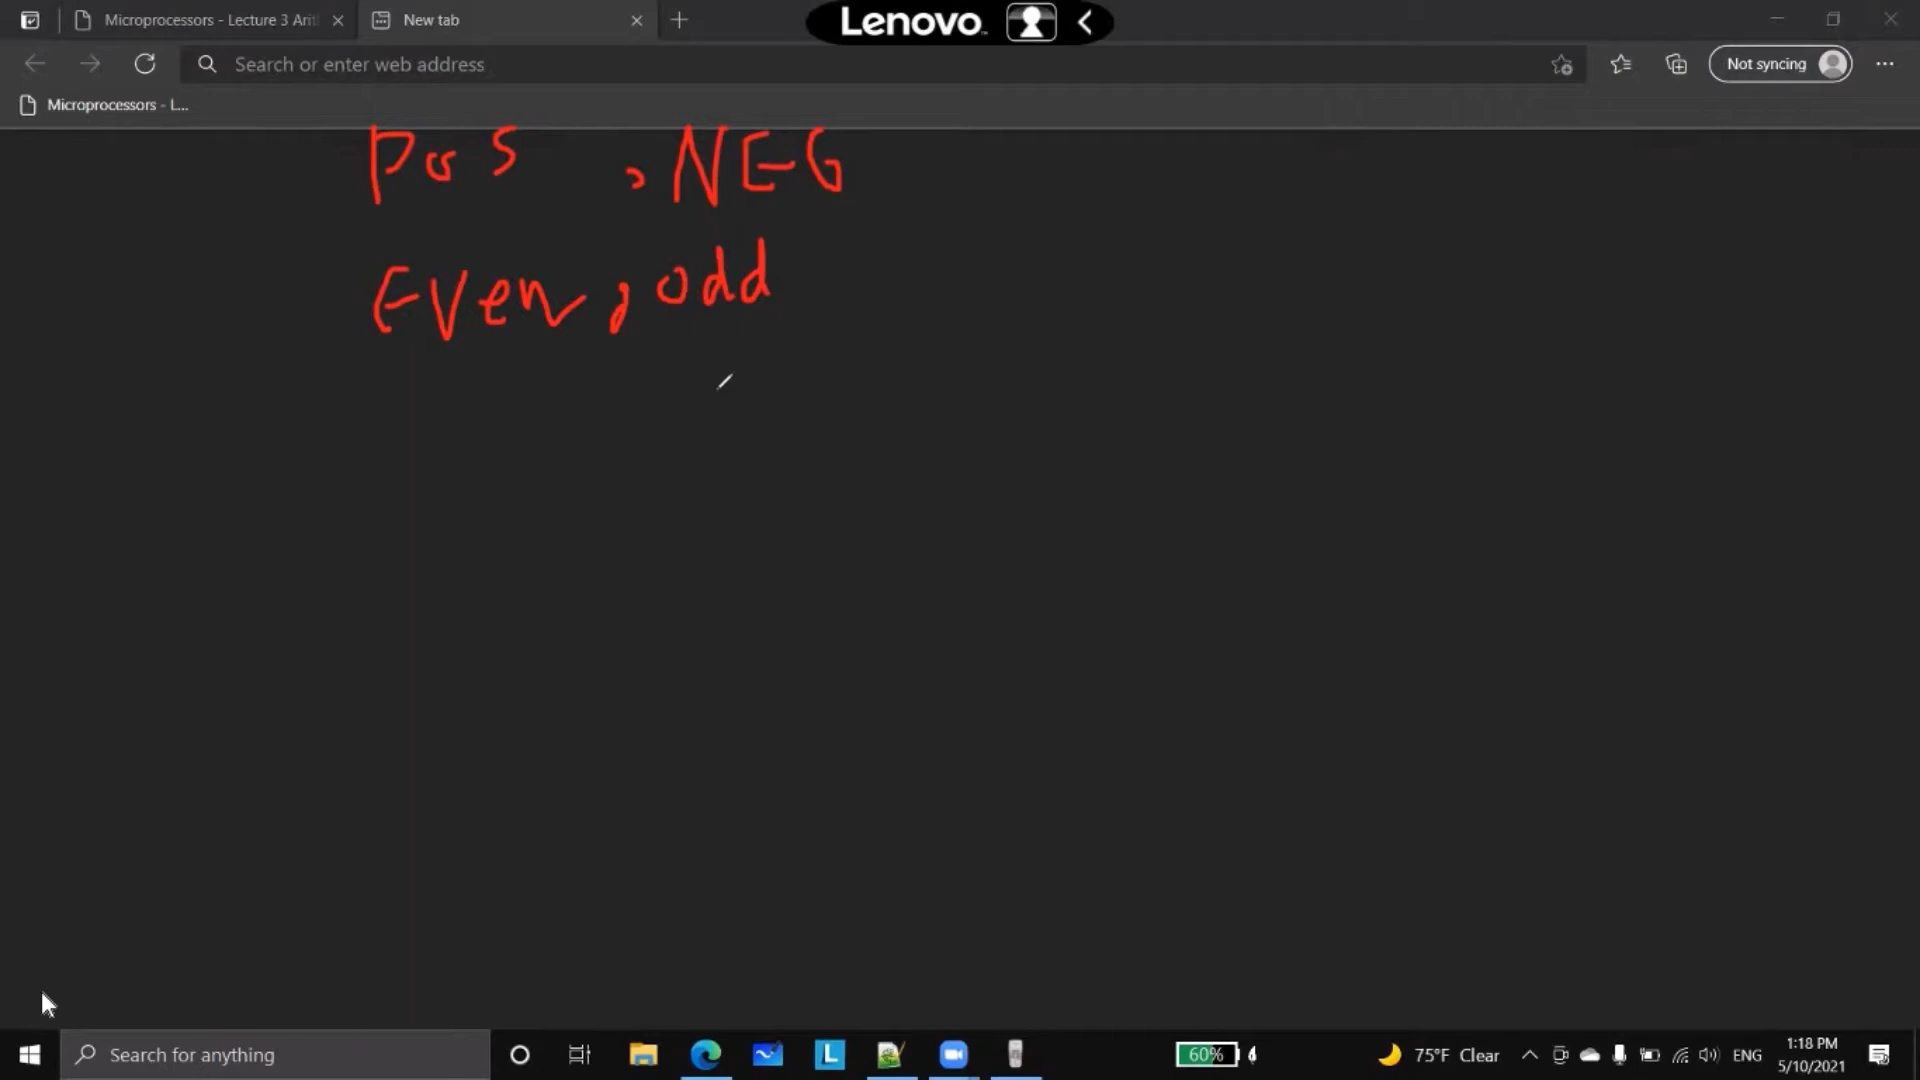 Microprocessors - Lecture 3 Arit
New tab
Lenovo
Search or enter web address
Not syncing
Microprocessors - L...
Pos , NEG
Even , odd
Search for anything
L
60%
75°F Clear
ENG
1:18 PM
5/10/2021